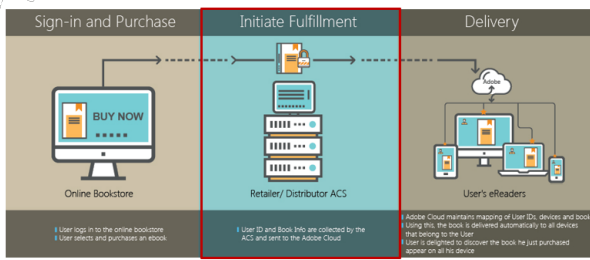 Sign-in and Purchase
Initiate Fulfillment
Delivery
BUY NOW
Adobe
Online Bookstore
Retailer/ Distributor ACS
User's eReaders
User logs in to the online bookstore
User selects and purchases an ebook
User ID and Book Info are collected by the
ACS and sent to the Adobe Cloud
Adobe Cloud maintains mapping of User IDs, devices and book
Using this, the book is delivered automatically to all devices
that belong to the User
User is delighted to discover the book he just purchased
appear on all his device